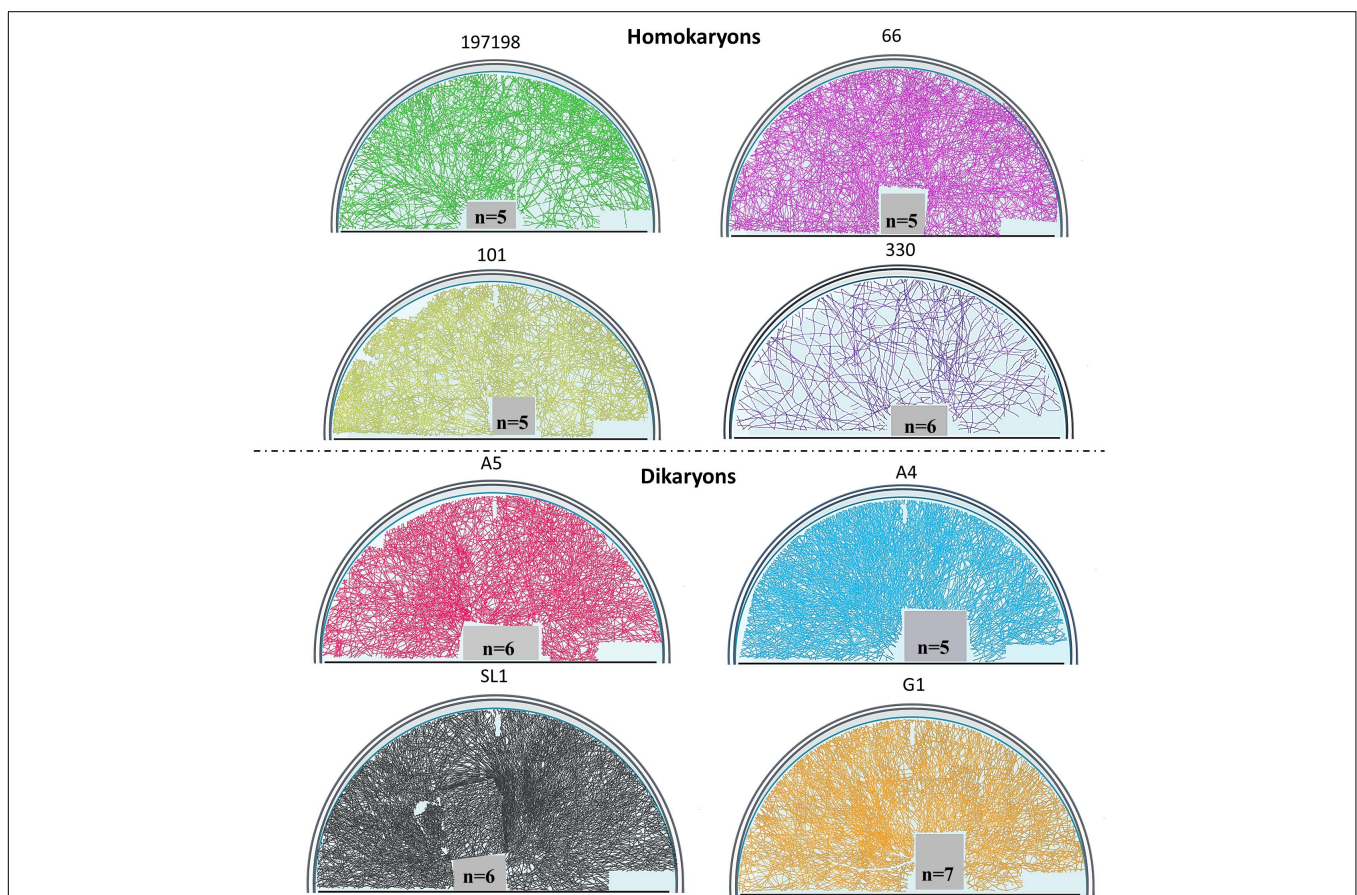 Homokaryons
197198
66
n=5
n=5
101
330
n=5
n=6
Dikaryons
A5
A4
n=6
n=5
SL1
G1
n=6
n=7